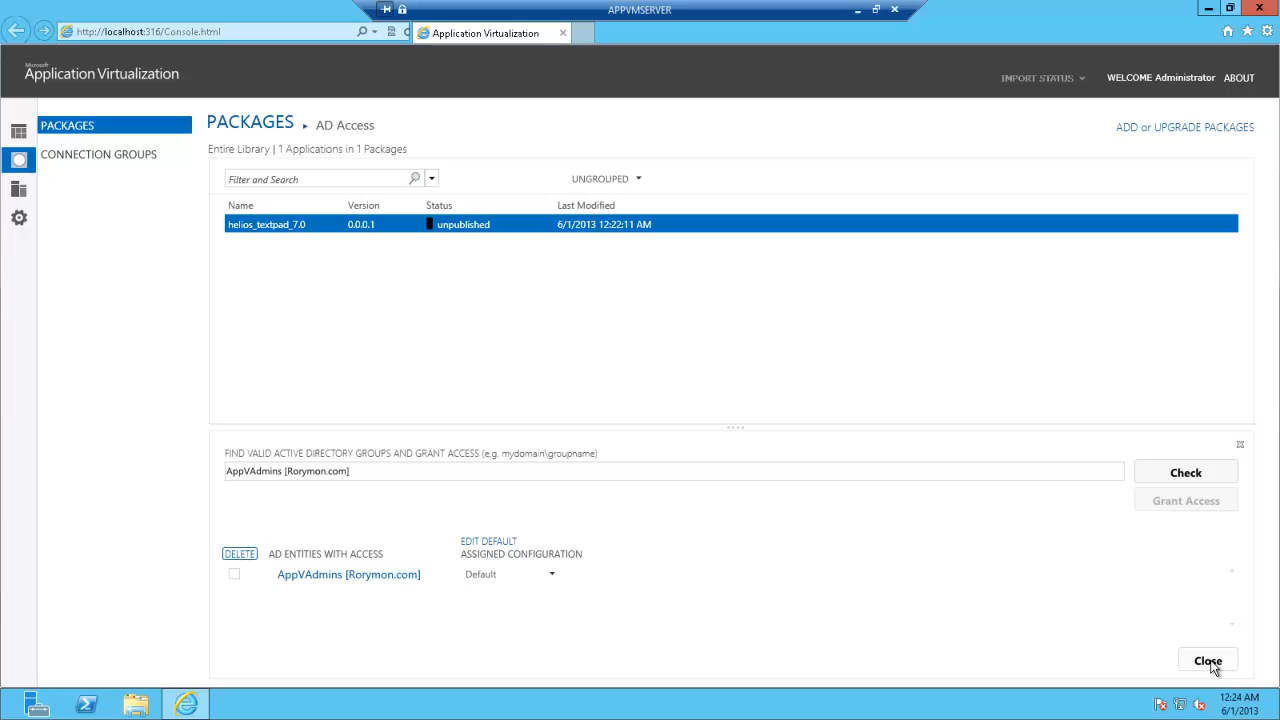 APPVMSERVER
http://localhost:316/Console.html
Application Virtualization
Microsoft
Application Virtualization
IMPORT STATUS
WELCOME Administrator
ABOUT
PACKAGES
CONNECTION GROUPS
PACKAGES ▸ AD Access
ADD or UPGRADE PACKAGES
Entire Library | 1 Applications in 1 Packages
Filter and Search
UNGROUPED
Name Version Status Last Modified
helios_textpad_7.0 0.0.0.1 unpublished 6/1/2013 12:22:11 AM
FIND VALID ACTIVE DIRECTORY GROUPS AND GRANT ACCESS (e.g. mydomain\groupname)
AppVAdmins [Rorymon.com]
Check
Grant Access
EDIT DEFAULT
DELETE AD ENTITIES WITH ACCESS ASSIGNED CONFIGURATION
AppVAdmins [Rorymon.com] Default
Close
12:24 AM
6/1/2013